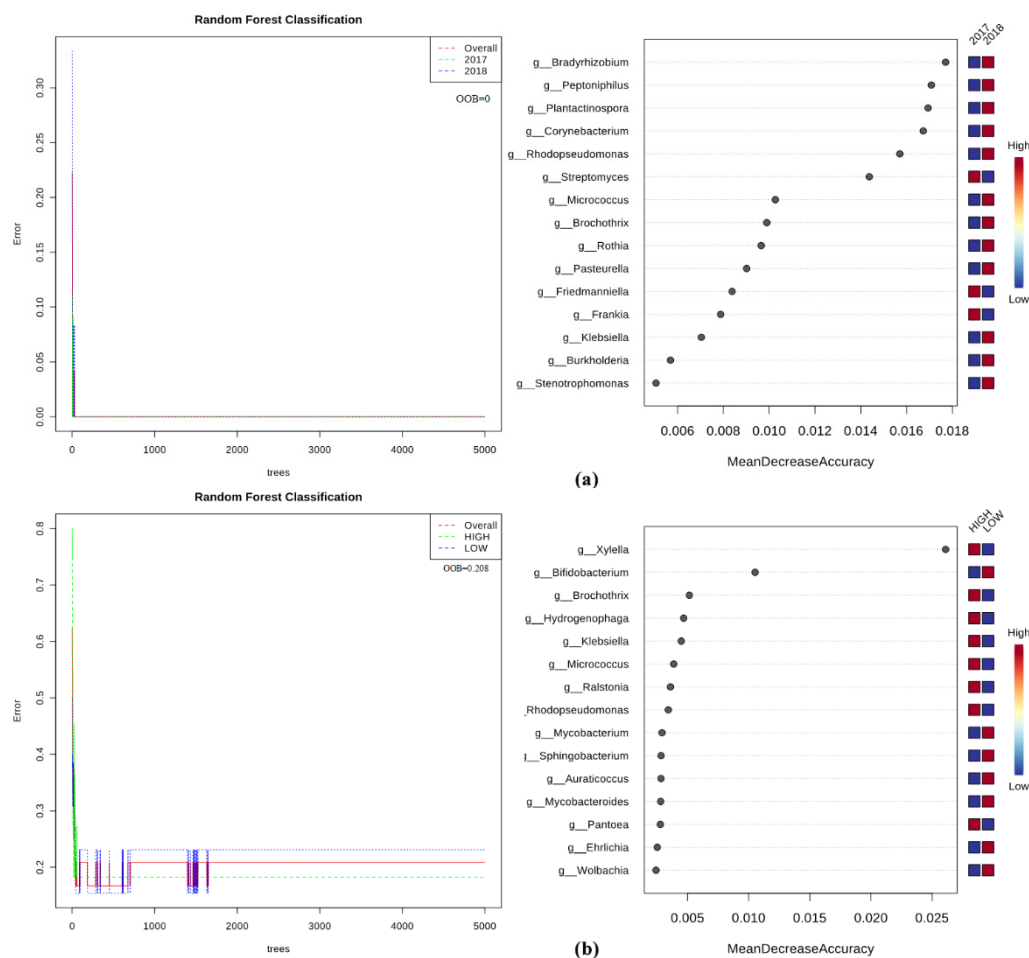 Random Forest Classification
Overall
2017
2018
OOB=0
Error
0.00
0.05
0.10
0.15
0.20
0.25
0.30
0
1000
2000
3000
4000
5000
trees
2017
2018
g__Bradyrhizobium
g__Peptoniphilus
g__Plantactinospora
g__Corynebacterium
g__Rhodopseudomonas
g__Streptomyces
g__Micrococcus
g__Brochothrix
g__Rothia
g__Pasteurella
g__Friedmanniella
g__Frankia
g__Klebsiella
g__Burkholderia
g__Stenotrophomonas
High
Low
0.006
0.008
0.010
0.012
0.014
0.016
0.018
MeanDecreaseAccuracy
(a)
Random Forest Classification
Overall
HIGH
LOW
OOB=0.208
Error
0.2
0.3
0.4
0.5
0.6
0.7
0.8
0
1000
2000
3000
4000
5000
trees
HIGH
LOW
g__Xylella
g__Bifidobacterium
g__Brochothrix
g__Hydrogenophaga
g__Klebsiella
g__Micrococcus
g__Ralstonia
_Rhodopseudomonas
g__Mycobacterium
g__Sphingobacterium
g__Auraticoccus
g__Mycobacteroides
g__Pantoea
g__Ehrlichia
g__Wolbachia
High
Low
0.005
0.010
0.015
0.020
0.025
MeanDecreaseAccuracy
(b)